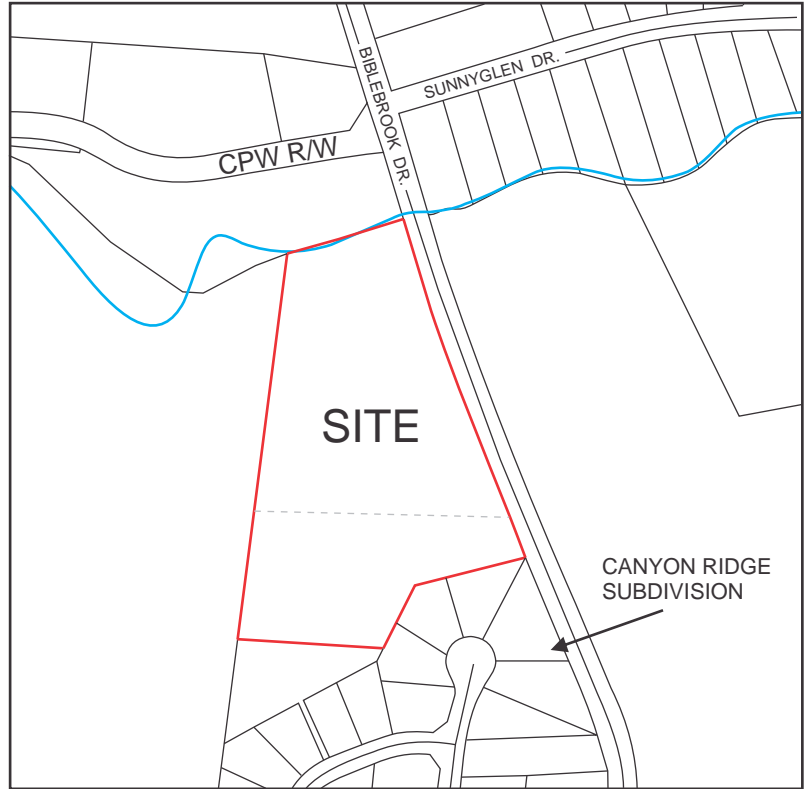 BIBLEBROOK DR.
SUNNYGLEN DR.
CPW R/W
SITE
CANYON RIDGE
SUBDIVISION